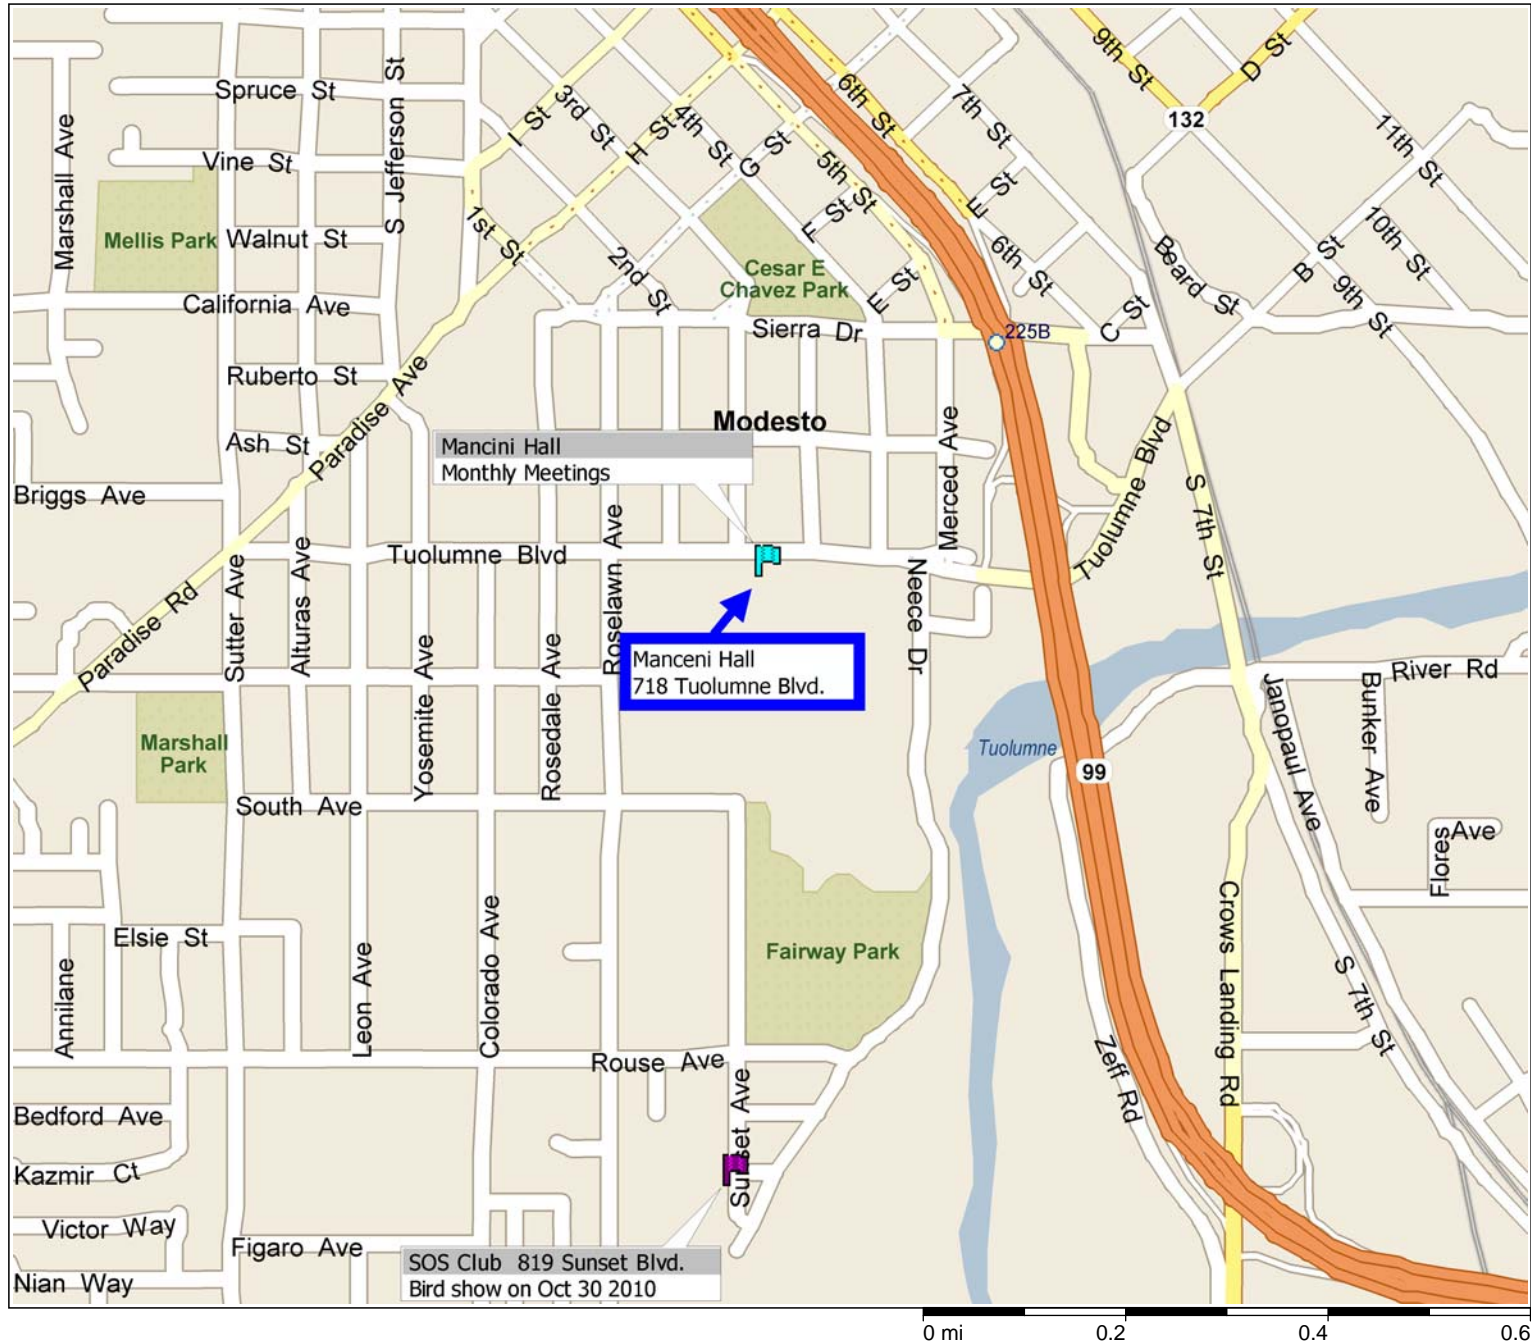 9th St
D St
Spruce St
S Jefferson St
I St
3rd St
H St
4th St
G St
6th St
7th St
132
11th St
Marshall Ave
Vine St
5th St
F St
E St
Mellis Park
Walnut St
1st St
2nd St
Cesar E
Chavez Park
E St
6th St
Beard St
B St
10th St
9th St
California Ave
Sierra Dr
225B
C St
Ruberto St
Paradise Ave
Modesto
Ash St
Mancini Hall
Monthly Meetings
Merced Ave
Tuolumne Blvd
S 7th St
Briggs Ave
Tuolumne Blvd
Roselawn Ave
Neece Dr
Sutter Ave
Alturas Ave
Paradise Rd
Yosemite Ave
Rosedale Ave
Manceni Hall
718 Tuolumne Blvd.
River Rd
Janopaul Ave
Bunker Ave
Marshall
Park
Tuolumne
99
South Ave
Flores Ave
Elsie St
Annilane
Leon Ave
Colorado Ave
Fairway Park
Crows Landing Rd
S 7th St
Rouse Ave
Zeff Rd
Bedford Ave
Kazmir Ct
Sunset Ave
Victor Way
Figaro Ave
Nian Way
SOS Club 819 Sunset Blvd.
Bird show on Oct 30 2010
0 mi 0.2 0.4 0.6